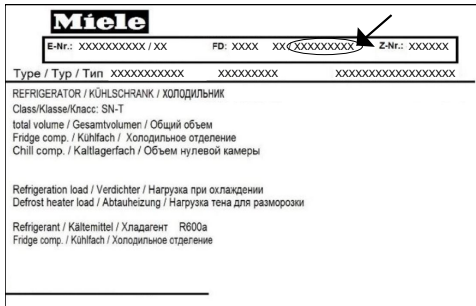 Miele
E-Nr.: XXXXXXXXXX / XX FD: XXXX XX XXXXXXXXX Z-Nr.: XXXXXX
Type / Typ / Тип XXXXXXXXXXX XXXXXXXXX XXXXXXXXXXXXXXXXXX
REFRIGERATOR / KÜHLSCHRANK / ХОЛОДИЛЬНИК
Class/Klasse/Класс: SN-T
total volume / Gesamtvolumen / Общий объем
Fridge comp. / Kühlfach / Холодильное отделение
Chill comp. / Kaltlagerfach / Объем нулевой камеры
Refrigeration load / Verdichter / Нагрузка при охлаждении
Defrost heater load / Abtauheizung / Нагрузка тена для разморозки
Refrigerant / Kältemittel / Хладагент R600a
Fridge comp. / Kühlfach / Холодильное отделение